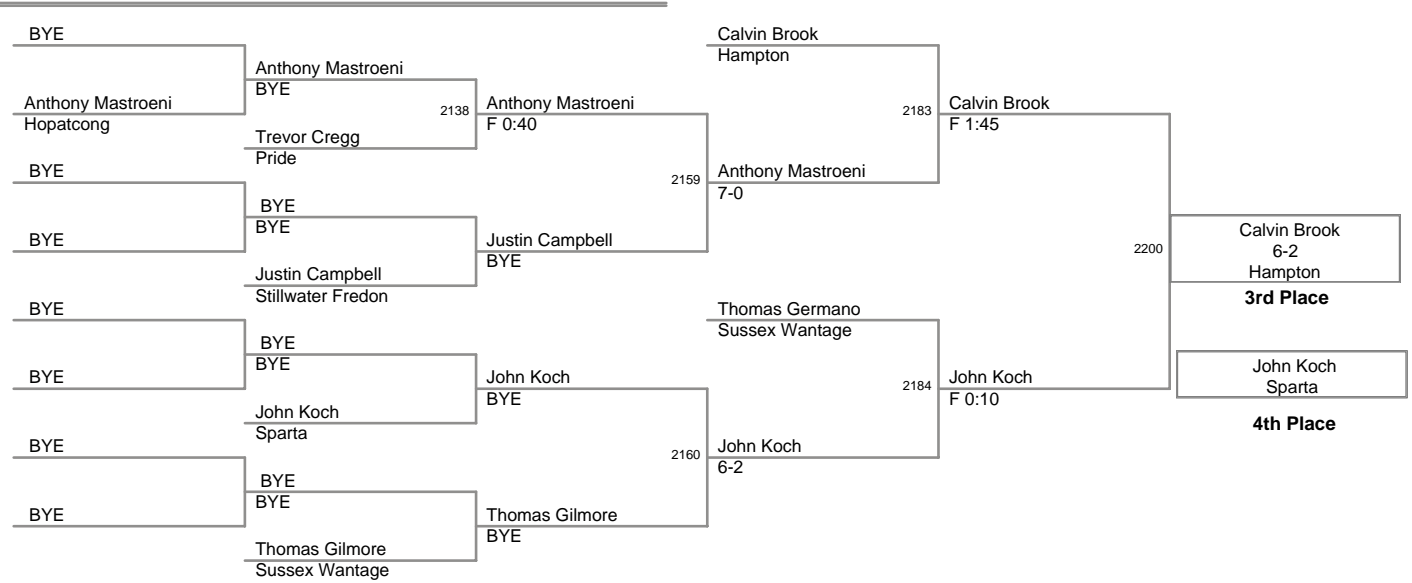 BYE
Anthony Mastroeni
Hopatcong
BYE
BYE
BYE
BYE
BYE
BYE
Anthony Mastroeni
BYE
Trevor Cregg
Pride
BYE
BYE
Justin Campbell
Stillwater Fredon
BYE
BYE
John Koch
Sparta
BYE
BYE
Thomas Gilmore
Sussex Wantage
2138
Anthony Mastroeni
F 0:40
Justin Campbell
BYE
John Koch
BYE
Thomas Gilmore
BYE
2159
2160
Calvin Brook
Hampton
Anthony Mastroeni
7-0
Thomas Germano
Sussex Wantage
John Koch
6-2
2183
2184
Calvin Brook
F 1:45
John Koch
F 0:10
2200
Calvin Brook
6-2
Hampton
3rd Place
John Koch
Sparta
4th Place